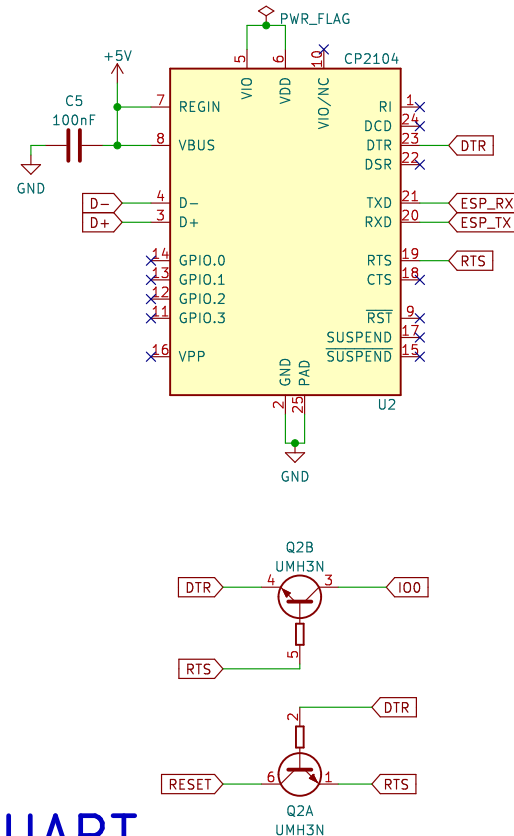 PWR_FLAG
+5V
5
6
10
CP2104
VIO
VDD
VIO/NC
C5
100nF
GND
7
REGIN
8
VBUS
D-
4
D-
D+
3
D+
14
GPIO.0
13
GPIO.1
12
GPIO.2
11
GPIO.3
16
VPP
RI
1
DCD
24
DTR
23
DTR
DSR
22
TXD
21
ESP_RX
RXD
20
ESP_TX
RTS
19
RTS
CTS
18
RST
9
SUSPEND
17
SUSPEND
15
GND
PAD
2
25
U2
GND
Q2B
UMH3N
DTR
4
3
IO0
5
RTS
2
DTR
RESET
6
1
RTS
Q2A
UMH3N
UART